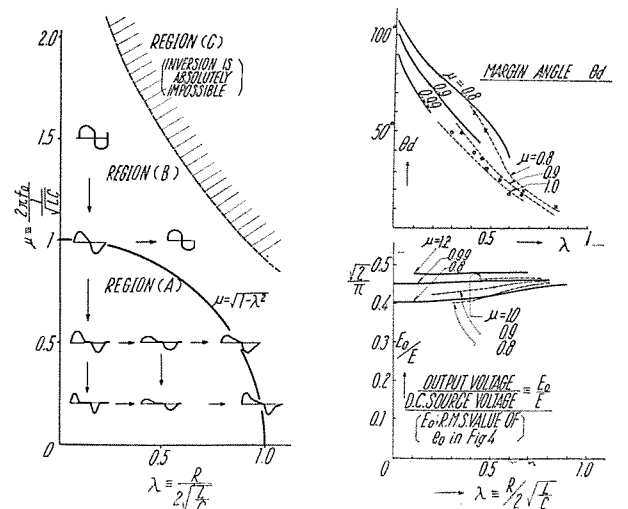 2.0
1.5
1
0.5
0
0.5
1.0
μ ≡ 2πf₀ / (1/√LC)
REGION(C)
(INVERSION IS
ABSOLUTELY
IMPOSSIBLE)
REGION(B)
REGION(A)
μ=√1-λ²
λ ≡ R / 2√(L/C)
100
50
MARGIN ANGLE θd
μ=0.8
0.9
0.99
θd
μ=0.8
0.9
1.0
0.5
λ
1
0.5
√2/π
0.4
0.3
0.2
0.1
0
μ=1.2
0.99
0.8
μ=1.0
0.9
0.8
E₀/E
OUTPUT VOLTAGE / D.C. SOURCE VOLTAGE ≡ E₀/E
(E₀: R.M.S. VALUE OF
e₀ in Fig 4)
0.5
1.0
→ λ ≡ R/2√(L/C)